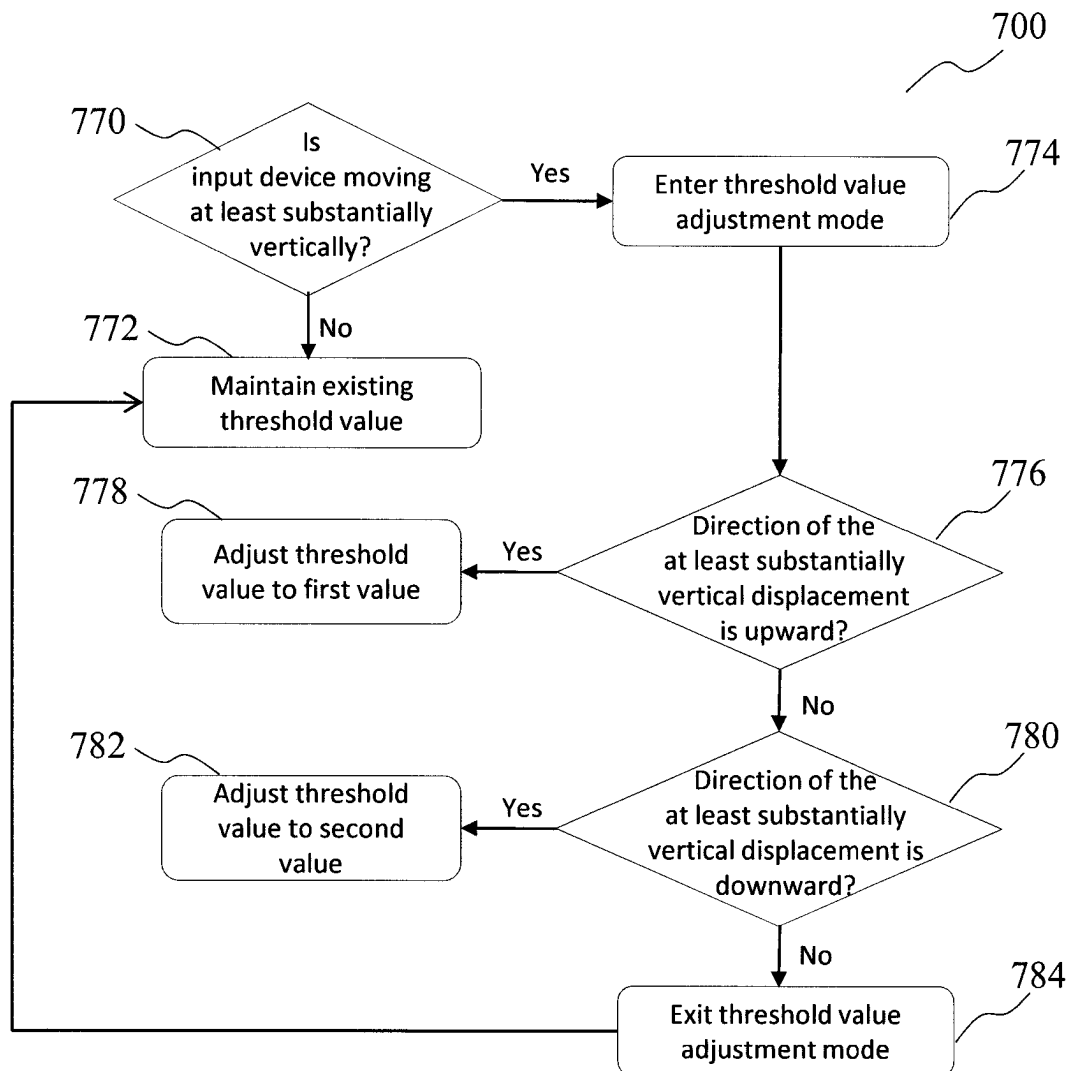 700
770
Is
input device moving
at least substantially
vertically?
Yes
774
Enter threshold value
adjustment mode
No
772
Maintain existing
threshold value
776
Direction of the
at least substantially
vertical displacement
is upward?
Yes
778
Adjust threshold
value to first value
No
780
Direction of the
at least substantially
vertical displacement is
downward?
Yes
782
Adjust threshold
value to second
value
No
784
Exit threshold value
adjustment mode